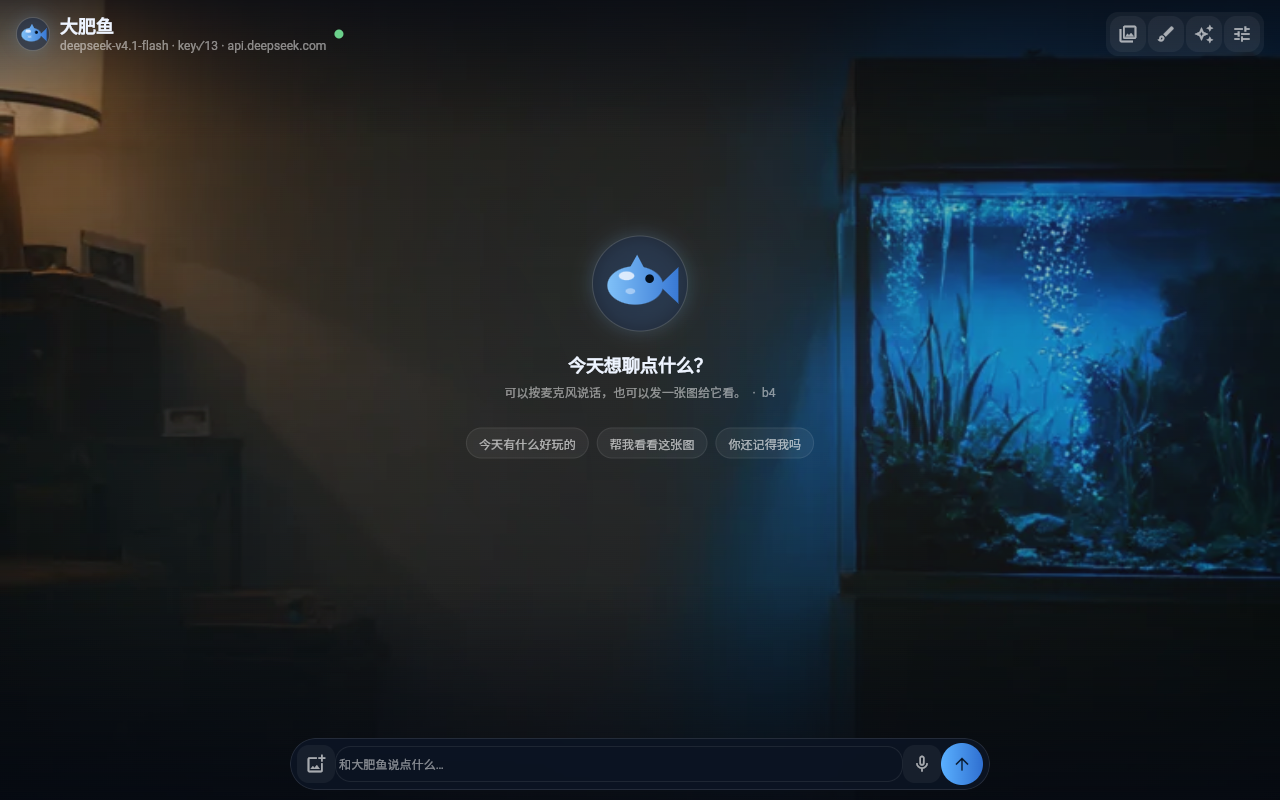 大肥鱼
deepseek-v4.1-flash · key✓/13 · api.deepseek.com
今天想聊点什么？
可以按麦克风说话，也可以发一张图给它看。 · b4
今天有什么好玩的
帮我看看这张图
你还记得我吗
和大肥鱼说点什么…